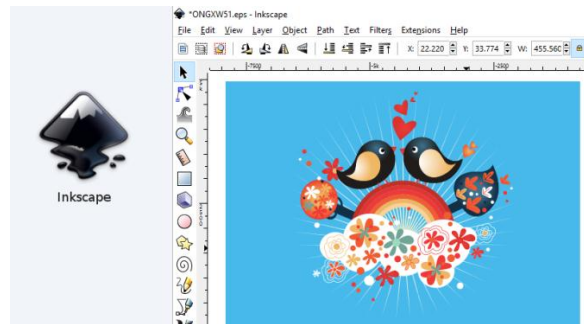 Inkscape
*ONGXW51.eps - Inkscape
File Edit View Layer Object Path Text Filters Extensions Help
X: 22.220 Y: 33.774 W: 455.560